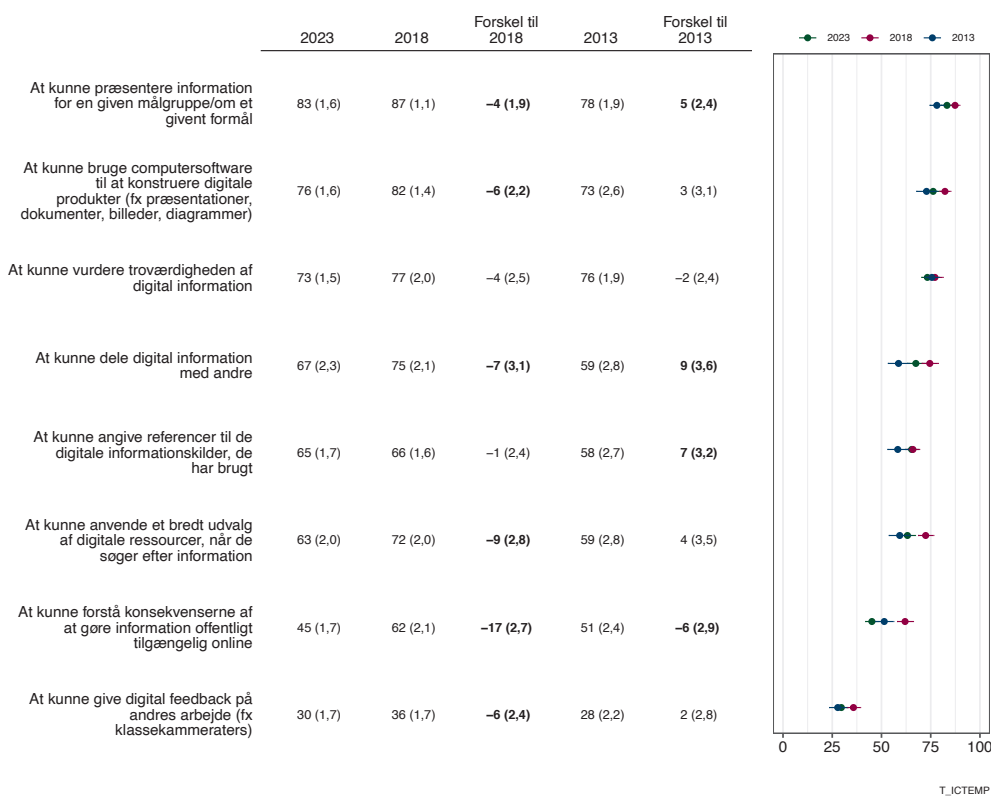 Forskel til Forskel til
2023 2018 2018 2013 2013
2023 2018 2013
At kunne præsentere information
for en given målgruppe/om et
givent formål
83 (1,6) 87 (1,1) −4 (1,9) 78 (1,9) 5 (2,4)
At kunne bruge computersoftware
til at konstruere digitale
produkter (fx præsentationer,
dokumenter, billeder, diagrammer)
76 (1,6) 82 (1,4) −6 (2,2) 73 (2,6) 3 (3,1)
At kunne vurdere troværdigheden af
digital information
73 (1,5) 77 (2,0) −4 (2,5) 76 (1,9) −2 (2,4)
At kunne dele digital information
med andre
67 (2,3) 75 (2,1) −7 (3,1) 59 (2,8) 9 (3,6)
At kunne angive referencer til de
digitale informationskilder, de
har brugt
65 (1,7) 66 (1,6) −1 (2,4) 58 (2,7) 7 (3,2)
At kunne anvende et bredt udvalg
af digitale ressourcer, når de
søger efter information
63 (2,0) 72 (2,0) −9 (2,8) 59 (2,8) 4 (3,5)
At kunne forstå konsekvenserne af
at gøre information offentligt
tilgængelig online
45 (1,7) 62 (2,1) −17 (2,7) 51 (2,4) −6 (2,9)
At kunne give digital feedback på
andres arbejde (fx
klassekammeraters)
30 (1,7) 36 (1,7) −6 (2,4) 28 (2,2) 2 (2,8)
0 25 50 75 100
T_ICTEMP